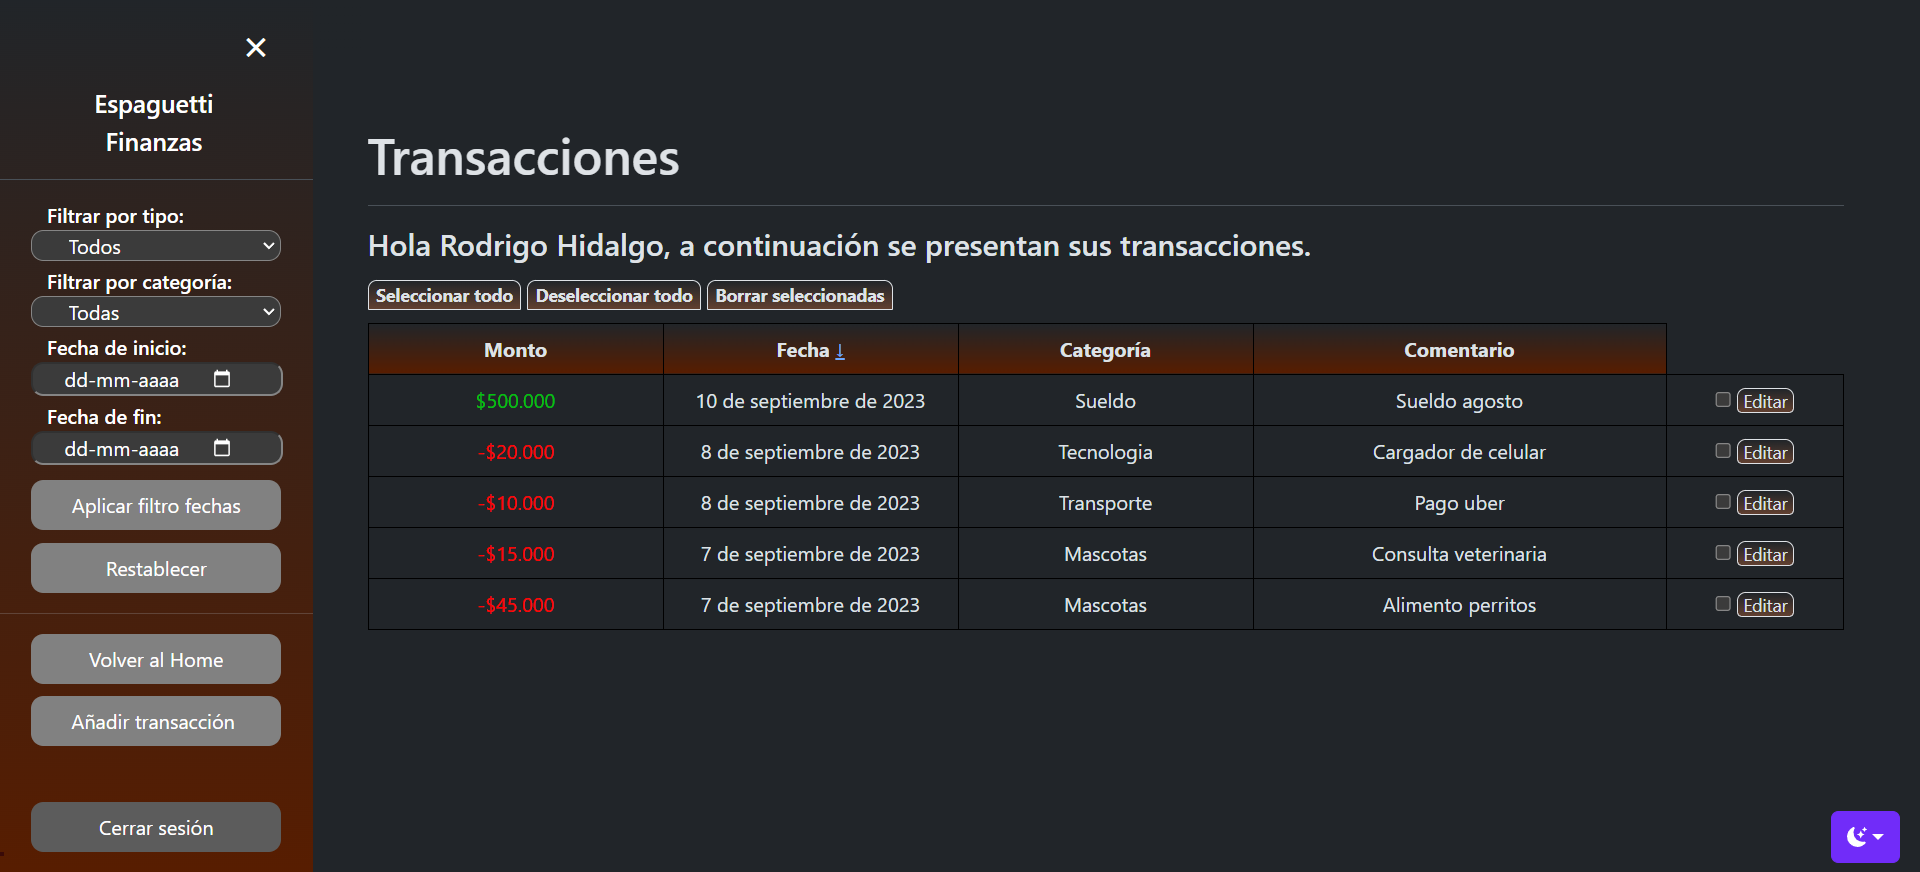 Espaguetti
Finanzas
Filtrar por tipo:
Todos
Filtrar por categoría:
Todas
Fecha de inicio:
dd-mm-aaaa
Fecha de fin:
dd-mm-aaaa
Aplicar filtro fechas
Restablecer
Volver al Home
Añadir transacción
Cerrar sesión
Transacciones
Hola Rodrigo Hidalgo, a continuación se presentan sus transacciones.
Seleccionar todo Deseleccionar todo Borrar seleccionadas
Monto Fecha ↓ Categoría Comentario
$500.000 10 de septiembre de 2023 Sueldo Sueldo agosto Editar
-$20.000 8 de septiembre de 2023 Tecnologia Cargador de celular Editar
-$10.000 8 de septiembre de 2023 Transporte Pago uber Editar
-$15.000 7 de septiembre de 2023 Mascotas Consulta veterinaria Editar
-$45.000 7 de septiembre de 2023 Mascotas Alimento perritos Editar